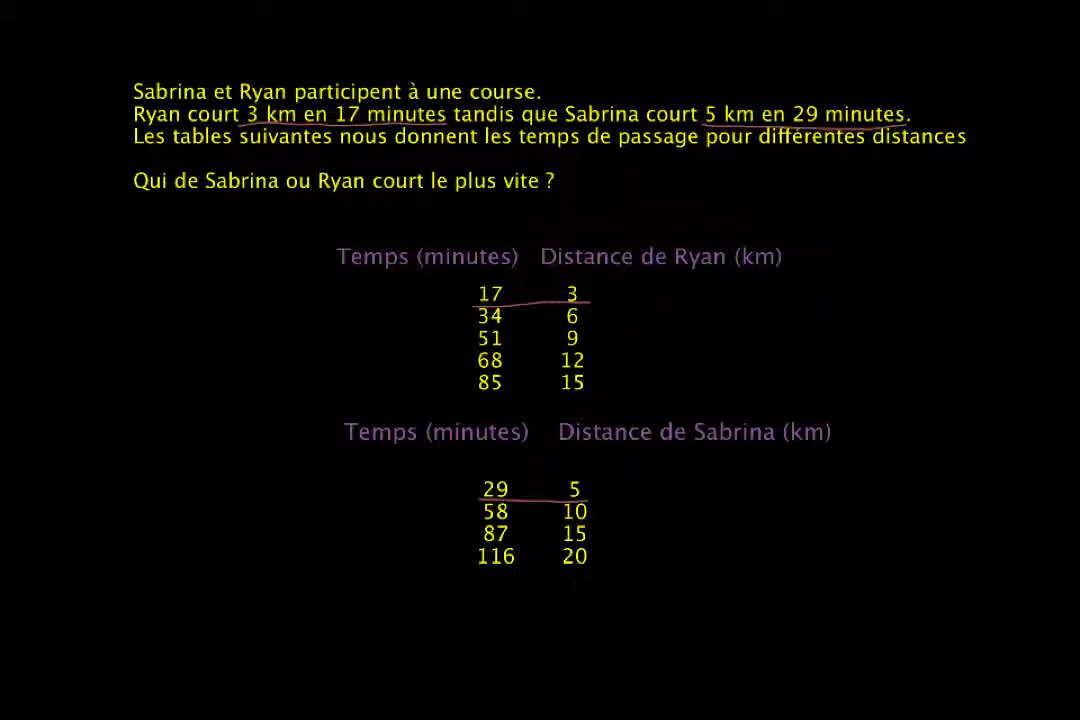 Sabrina et Ryan participent à une course.
Ryan court 3 km en 17 minutes tandis que Sabrina court 5 km en 29 minutes.
Les tables suivantes nous donnent les temps de passage pour différentes distances
Qui de Sabrina ou Ryan court le plus vite ?
Temps (minutes) Distance de Ryan (km)
17 3
34 6
51 9
68 12
85 15
Temps (minutes) Distance de Sabrina (km)
29 5
58 10
87 15
116 20